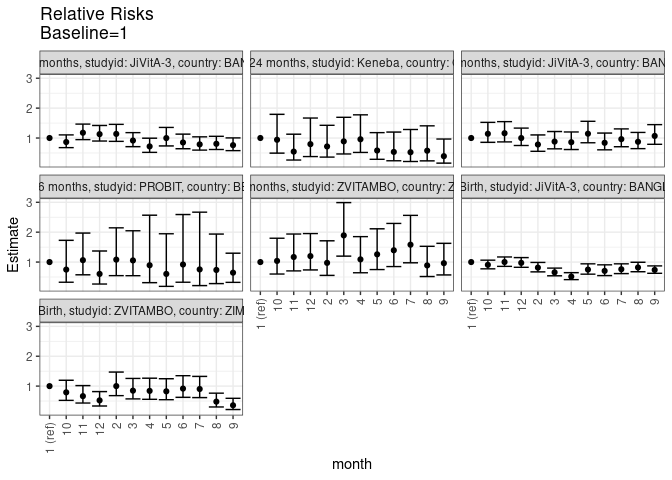 Relative Risks
Baseline=1
months, studyid: JiVitA-3, country: BAN
24 months, studyid: Keneba, country:
months, studyid: JiVitA-3, country: BAN
3
2
1
6 months, studyid: PROBIT, country: BE
months, studyid: ZVITAMBO, country: Z
Birth, studyid: JiVitA-3, country: BANGL
3
2
1
Birth, studyid: ZVITAMBO, country: ZIM
3
2
1
Estimate
1 (ref) 10 11 12 2 3 4 5 6 7 8 9
1 (ref) 10 11 12 2 3 4 5 6 7 8 9
1 (ref) 10 11 12 2 3 4 5 6 7 8 9
month